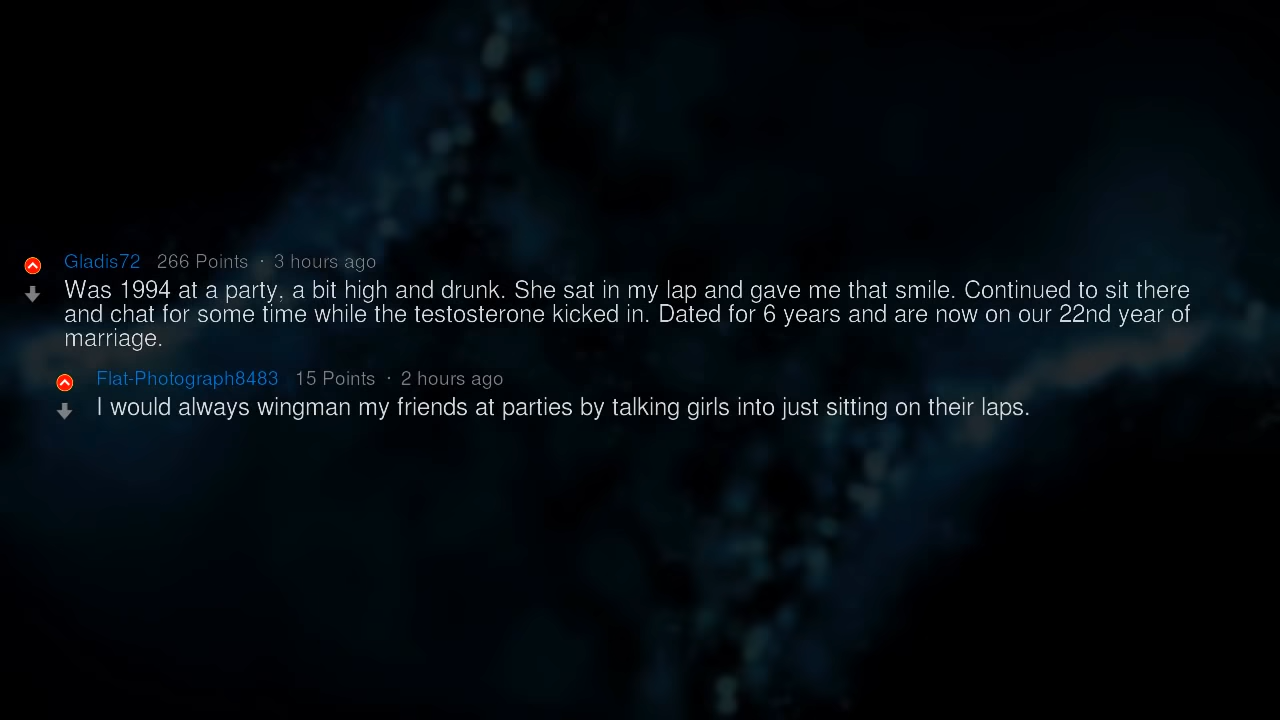 Gladis72 266 Points · 3 hours ago
Was 1994 at a party, a bit high and drunk. She sat in my lap and gave me that smile. Continued to sit there
and chat for some time while the testosterone kicked in. Dated for 6 years and are now on our 22nd year of
marriage.
Flat-Photograph8483 15 Points · 2 hours ago
I would always wingman my friends at parties by talking girls into just sitting on their laps.